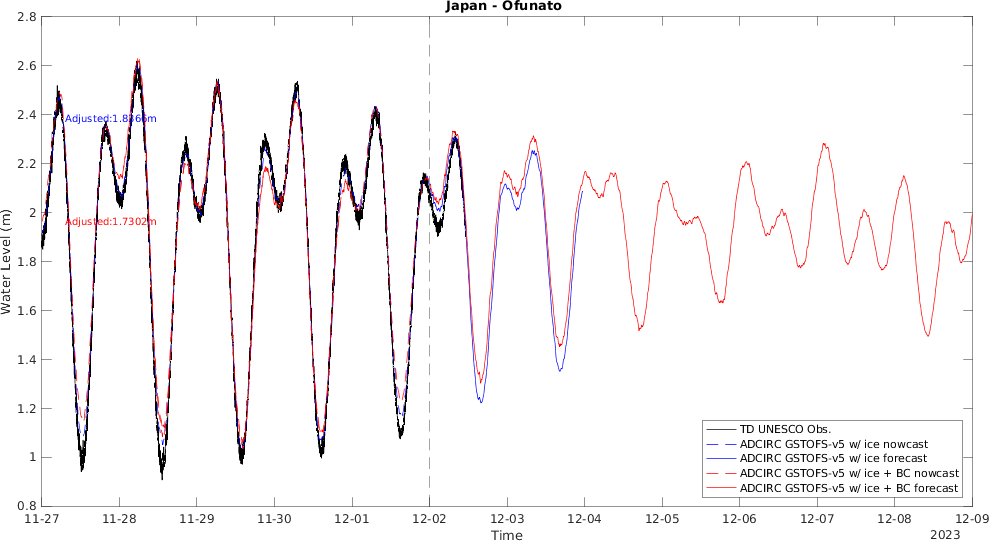 Japan - Ofunato
Water Level (m)
2.8
2.6
2.4
2.2
2
1.8
1.6
1.4
1.2
1
0.8
Adjusted:1.8366m
Adjusted:1.7302m
TD UNESCO Obs.
ADCIRC GSTOFS-v5 w/ ice nowcast
ADCIRC GSTOFS-v5 w/ ice forecast
ADCIRC GSTOFS-v5 w/ ice + BC nowcast
ADCIRC GSTOFS-v5 w/ ice + BC forecast
11-27 11-28 11-29 11-30 12-01 12-02 12-03 12-04 12-05 12-06 12-07 12-08 12-09
Time
2023